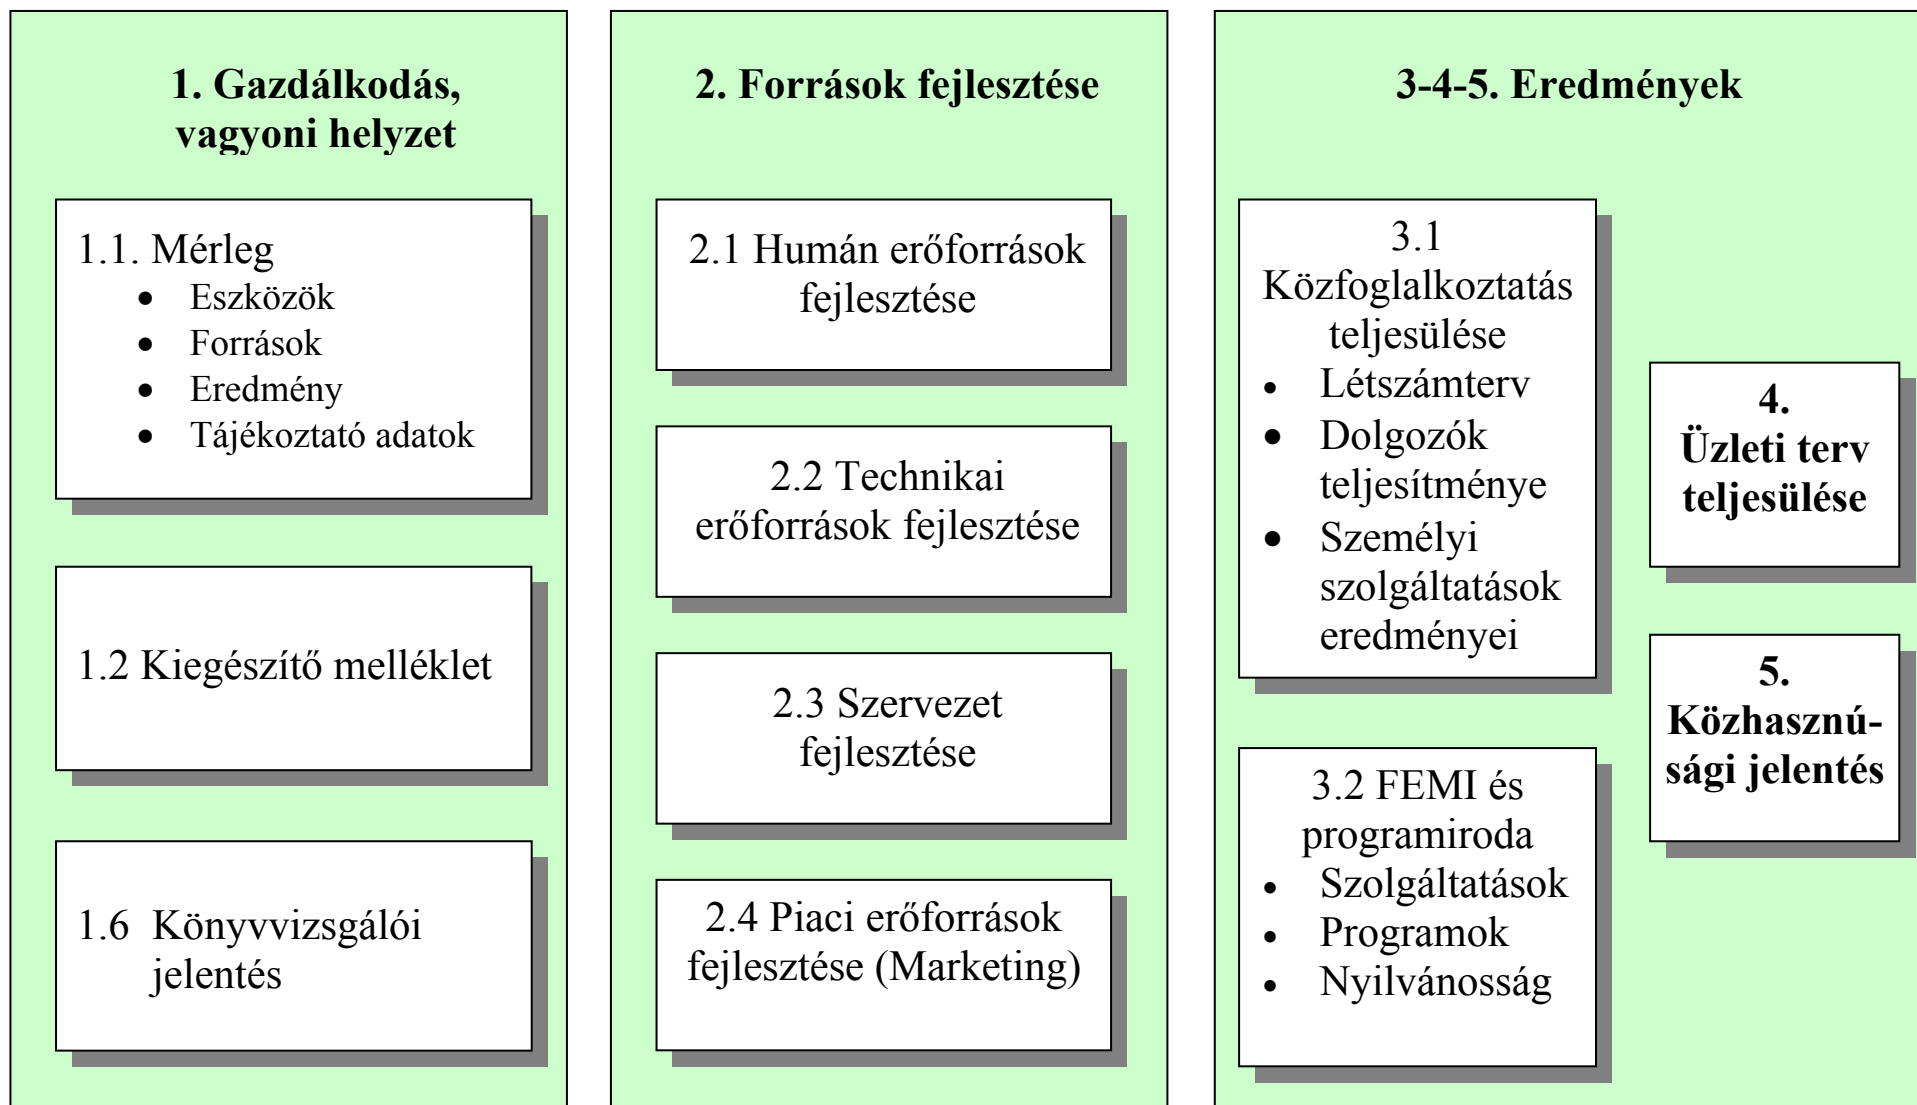 1. Gazdálkodás,
vagyoni helyzet
1.1. Mérleg
• Eszközök
• Források
• Eredmény
• Tájékoztató adatok
1.2 Kiegészítő melléklet
1.6 Könyvvizsgálói
jelentés
2. Források fejlesztése
2.1 Humán erőforrások
fejlesztése
2.2 Technikai
erőforrások fejlesztése
2.3 Szervezet
fejlesztése
2.4 Piaci erőforrások
fejlesztése (Marketing)
3-4-5. Eredmények
3.1
Közfoglalkoztatás
teljesülése
• Létszámterv
• Dolgozók
teljesítménye
• Személyi
szolgáltatások
eredményei
3.2 FEMI és
programiroda
• Szolgáltatások
• Programok
• Nyilvánosság
4.
Üzleti terv
teljesülése
5.
Közhasznú-
sági jelentés